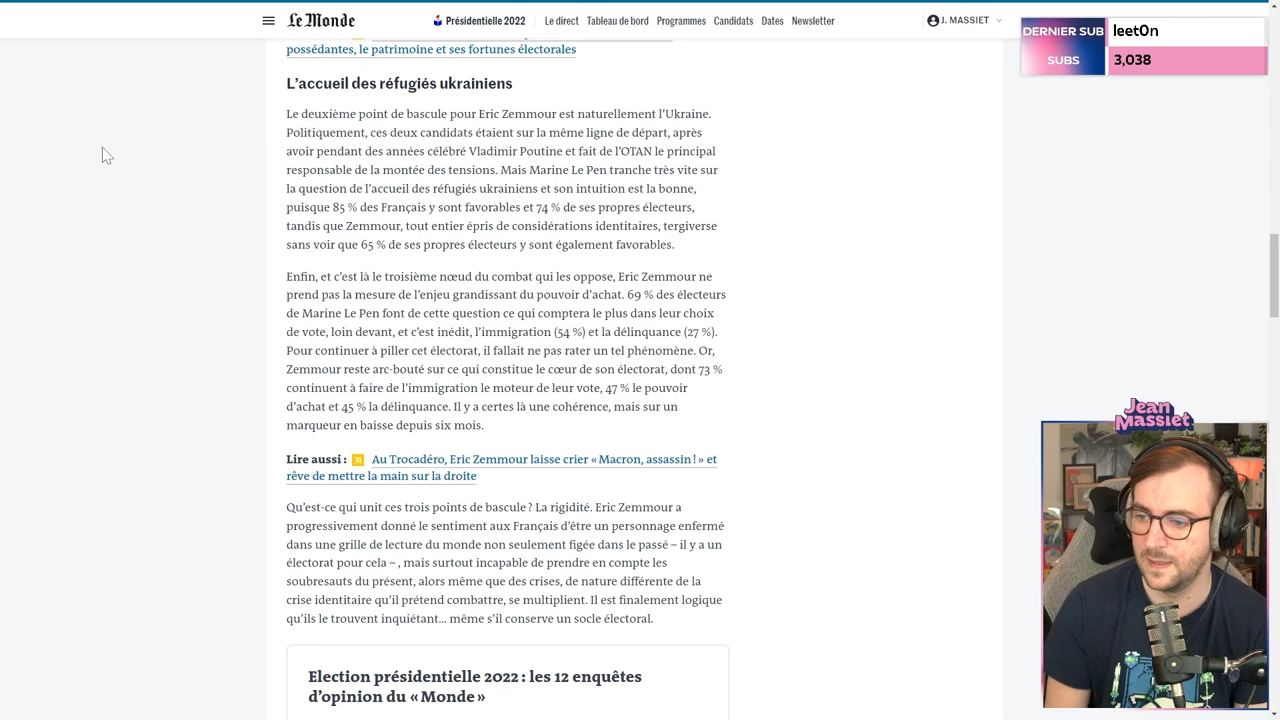 Le Monde
Présidentielle 2022
Le direct
Tableau de bord
Programmes
Candidats
Dates
Newsletter
J. MASSIET
DERNIER SUB
leet0n
SUBS
3,038
possédantes, le patrimoine et ses fortunes électorales
L’accueil des réfugiés ukrainiens
Le deuxième point de bascule pour Eric Zemmour est naturellement l’Ukraine.
Politiquement, ces deux candidats étaient sur la même ligne de départ, après
avoir pendant des années célébré Vladimir Poutine et fait de l’OTAN le principal
responsable de la montée des tensions. Mais Marine Le Pen tranche très vite sur
la question de l’accueil des réfugiés ukrainiens et son intuition est la bonne,
puisque 85 % des Français y sont favorables et 74 % de ses propres électeurs,
tandis que Zemmour, tout entier épris de considérations identitaires, tergiverse
sans voir que 65 % de ses propres électeurs y sont également favorables.
Enfin, et c’est là le troisième nœud du combat qui les oppose, Eric Zemmour ne
prend pas la mesure de l’enjeu grandissant du pouvoir d’achat. 69 % des électeurs
de Marine Le Pen font de cette question ce qui comptera le plus dans leur choix
de vote, loin devant, et c’est inédit, l’immigration (54 %) et la délinquance (27 %).
Pour continuer à piller cet électorat, il fallait ne pas rater un tel phénomène. Or,
Zemmour reste arc-bouté sur ce qui constitue le cœur de son électorat, dont 73 %
continuent à faire de l’immigration le moteur de leur vote, 47 % le pouvoir
d’achat et 45 % la délinquance. Il y a certes là une cohérence, mais sur un
marqueur en baisse depuis six mois.
Lire aussi : Au Trocadéro, Eric Zemmour laisse crier « Macron, assassin ! » et
rêve de mettre la main sur la droite
Qu’est-ce qui unit ces trois points de bascule ? La rigidité. Eric Zemmour a
progressivement donné le sentiment aux Français d’être un personnage enfermé
dans une grille de lecture du monde non seulement figée dans le passé – il y a un
électorat pour cela – , mais surtout incapable de prendre en compte les
soubresauts du présent, alors même que des crises, de nature différente de la
crise identitaire qu’il prétend combattre, se multiplient. Il est finalement logique
qu’ils le trouvent inquiétant… même s’il conserve un socle électoral.
Election présidentielle 2022 : les 12 enquêtes
d’opinion du « Monde »
Jean
Massiet